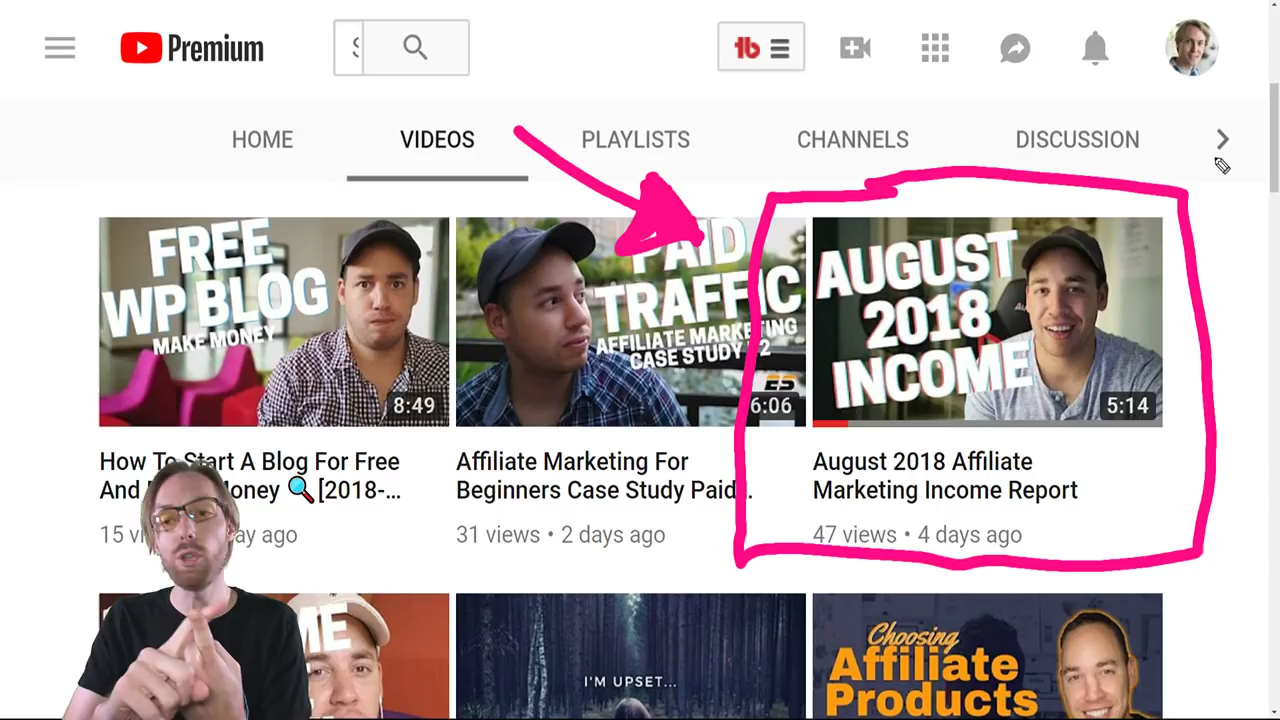 Premium
HOME VIDEOS PLAYLISTS CHANNELS DISCUSSION
FREE
WP BLOG
MAKE MONEY
8:49
PAID
TRAFFIC
AFFILIATE MARKETING
CASE STUDY
6:06
AUGUST
2018
INCOME
5:14
How To Start A Blog For Free
And Money [2018-...
15 day ago
Affiliate Marketing For
Beginners Case Study Paid...
31 views • 2 days ago
August 2018 Affiliate
Marketing Income Report
47 views • 4 days ago
I'M UPSET...
Choosing
Affiliate
Products